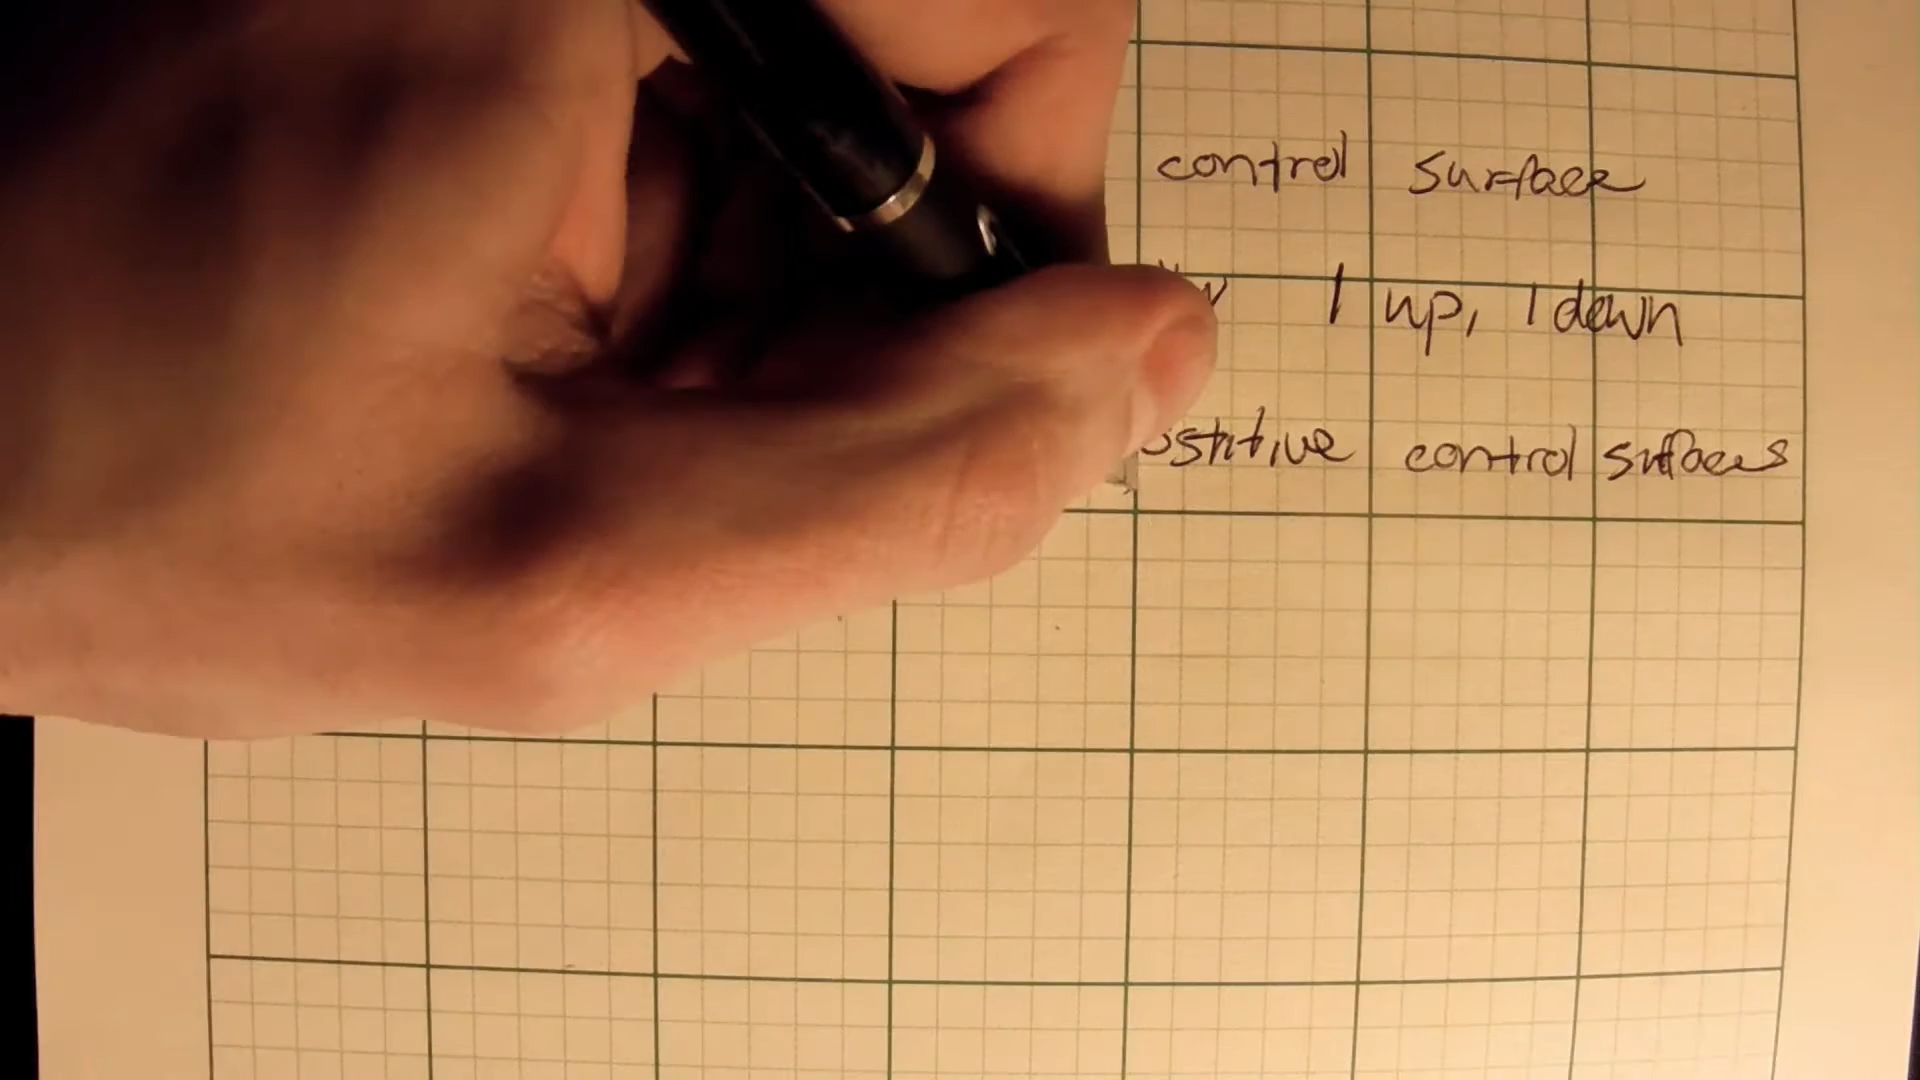 control surface
1 up, 1 down
control surfaces